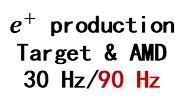 e⁺ production
Target & AMD
30 Hz/90 Hz